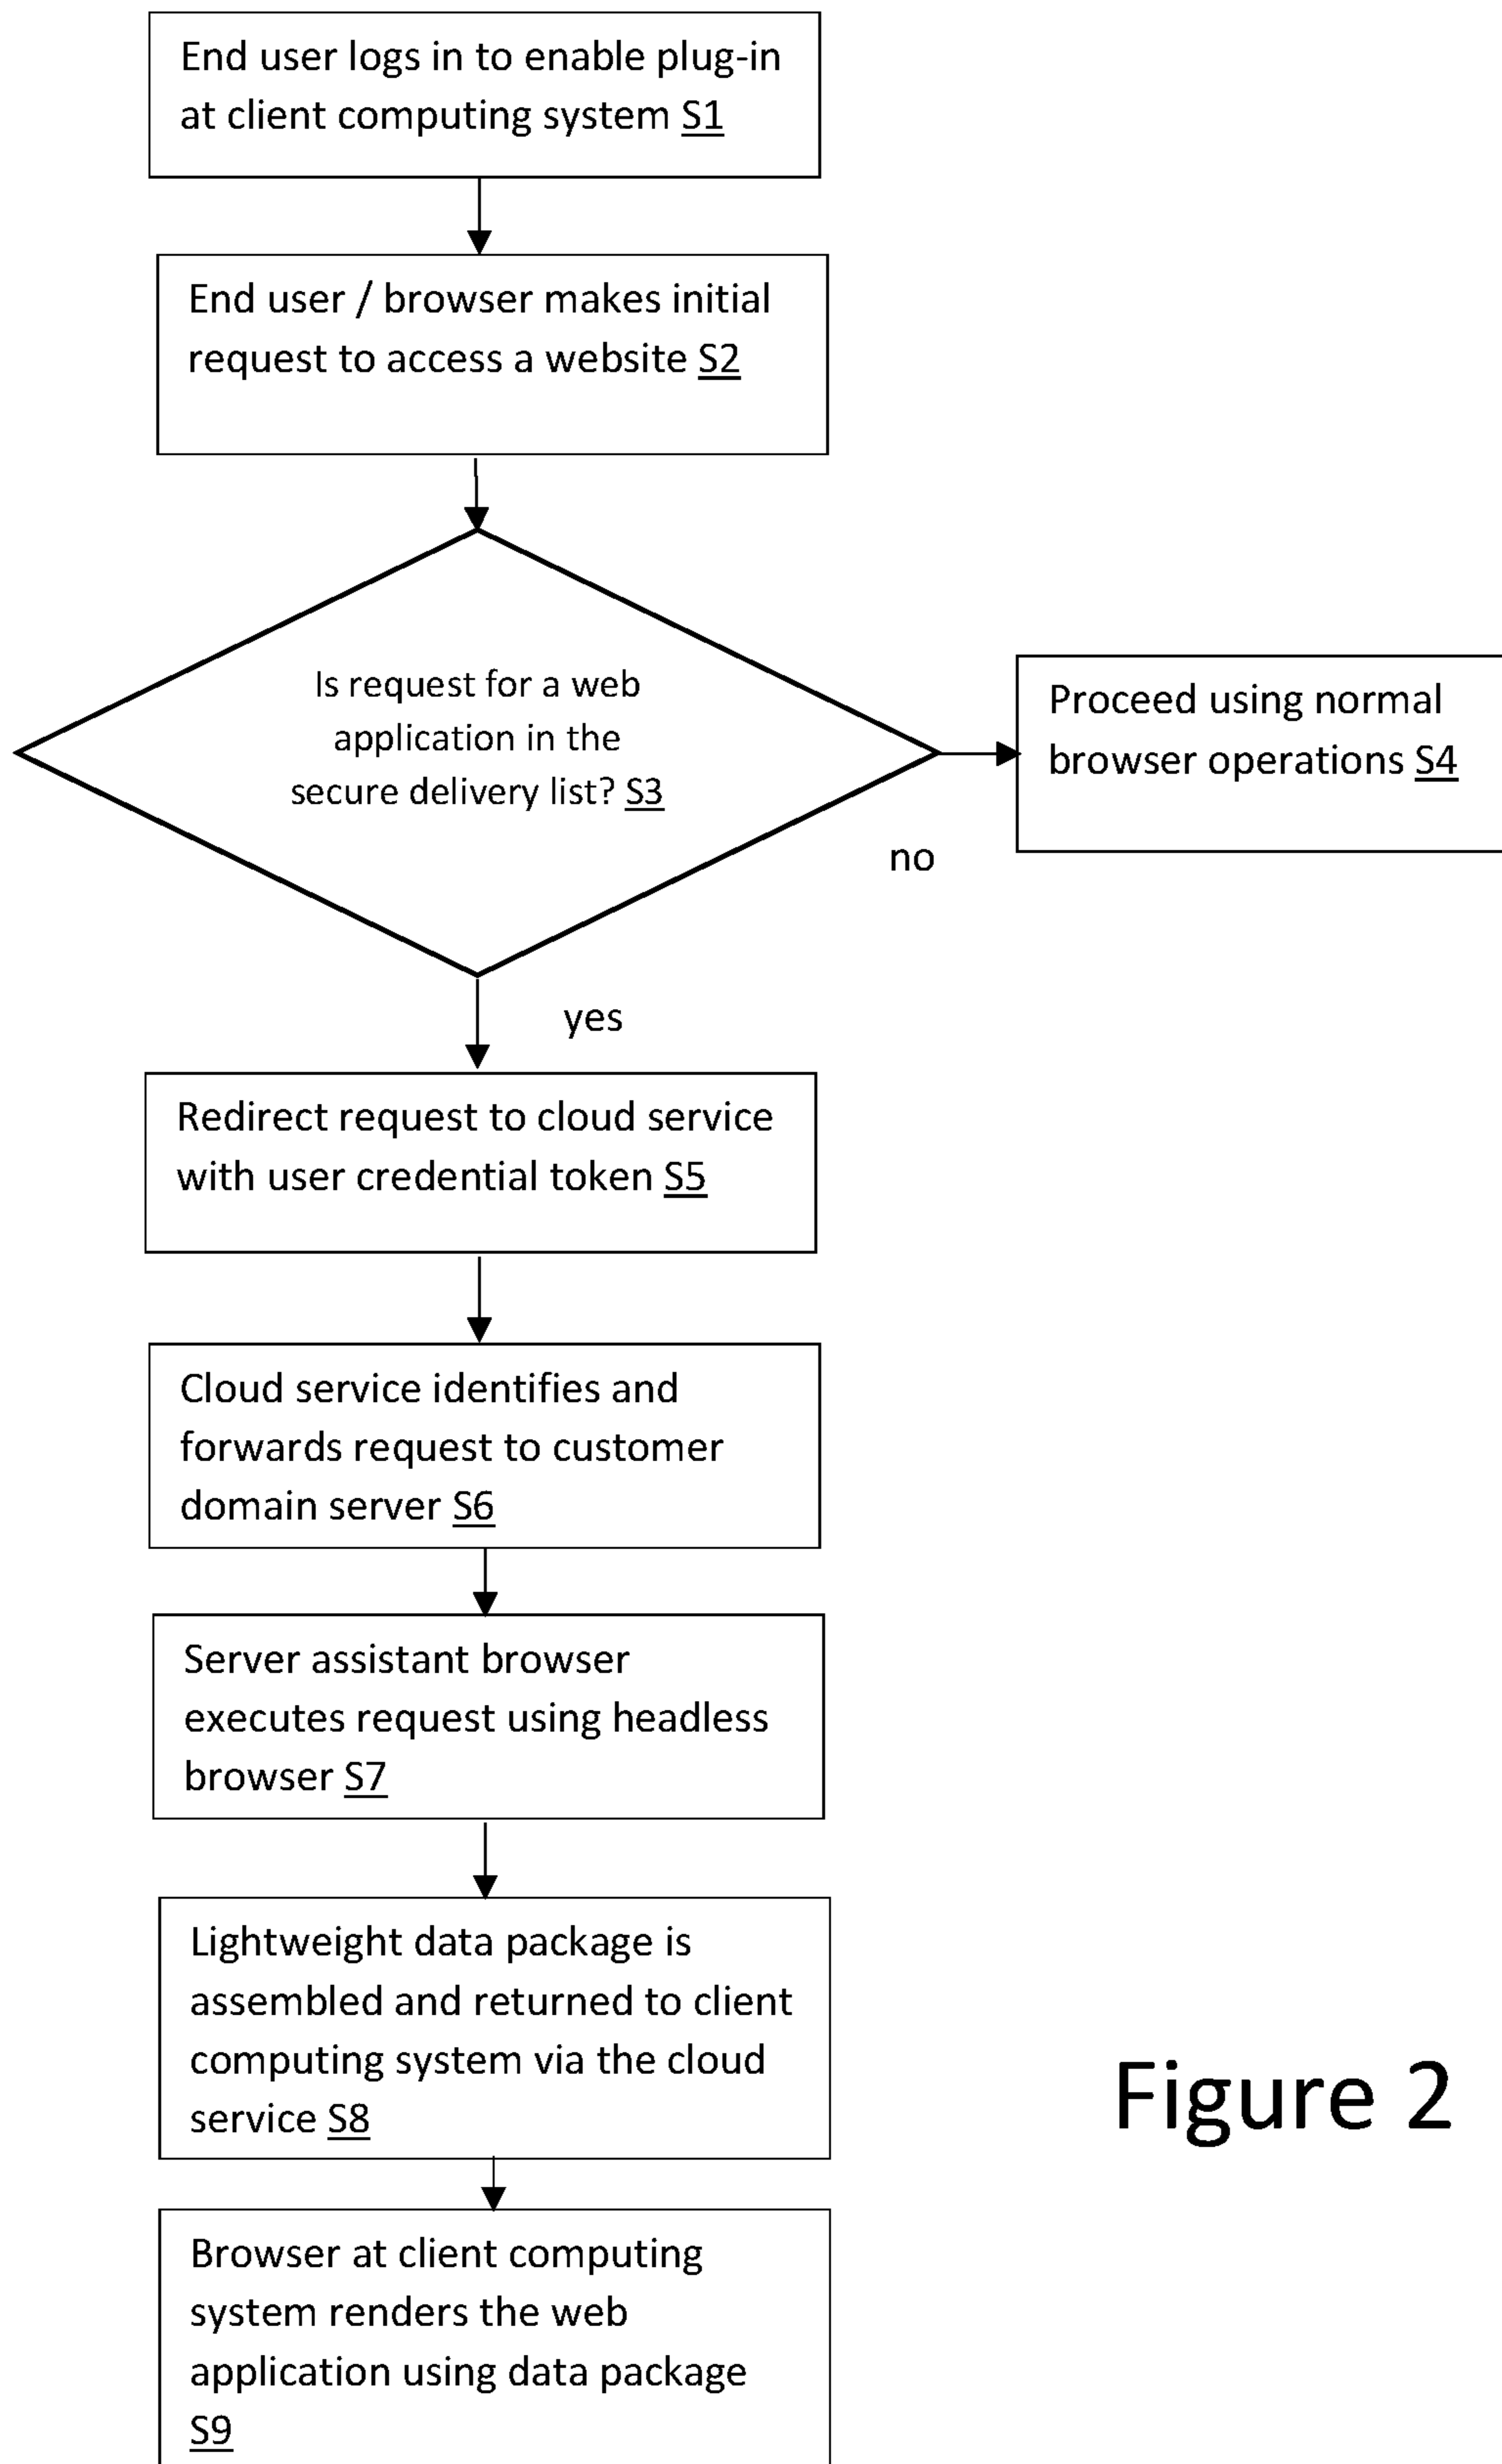 End user logs in to enable plug-in
at client computing system S1
End user / browser makes initial
request to access a website S2
Is request for a web
application in the
secure delivery list? S3
Proceed using normal
browser operations S4
no
yes
Redirect request to cloud service
with user credential token S5
Cloud service identifies and
forwards request to customer
domain server S6
Server assistant browser
executes request using headless
browser S7
Lightweight data package is
assembled and returned to client
computing system via the cloud
service S8
Figure 2
Browser at client computing
system renders the web
application using data package
S9